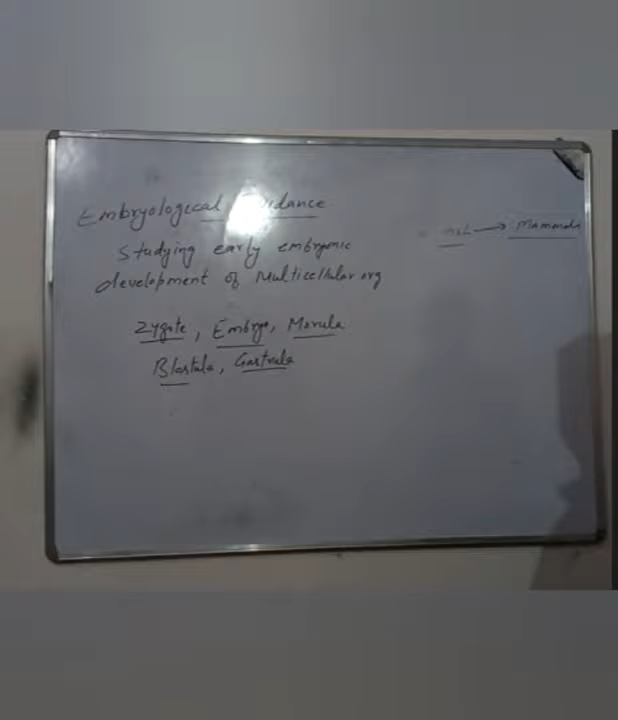 Embryological
Studying early embryonic
development of Multicellular org
Zygote, Embryo, Morula
Blastula, Gastrula
→ Mammals